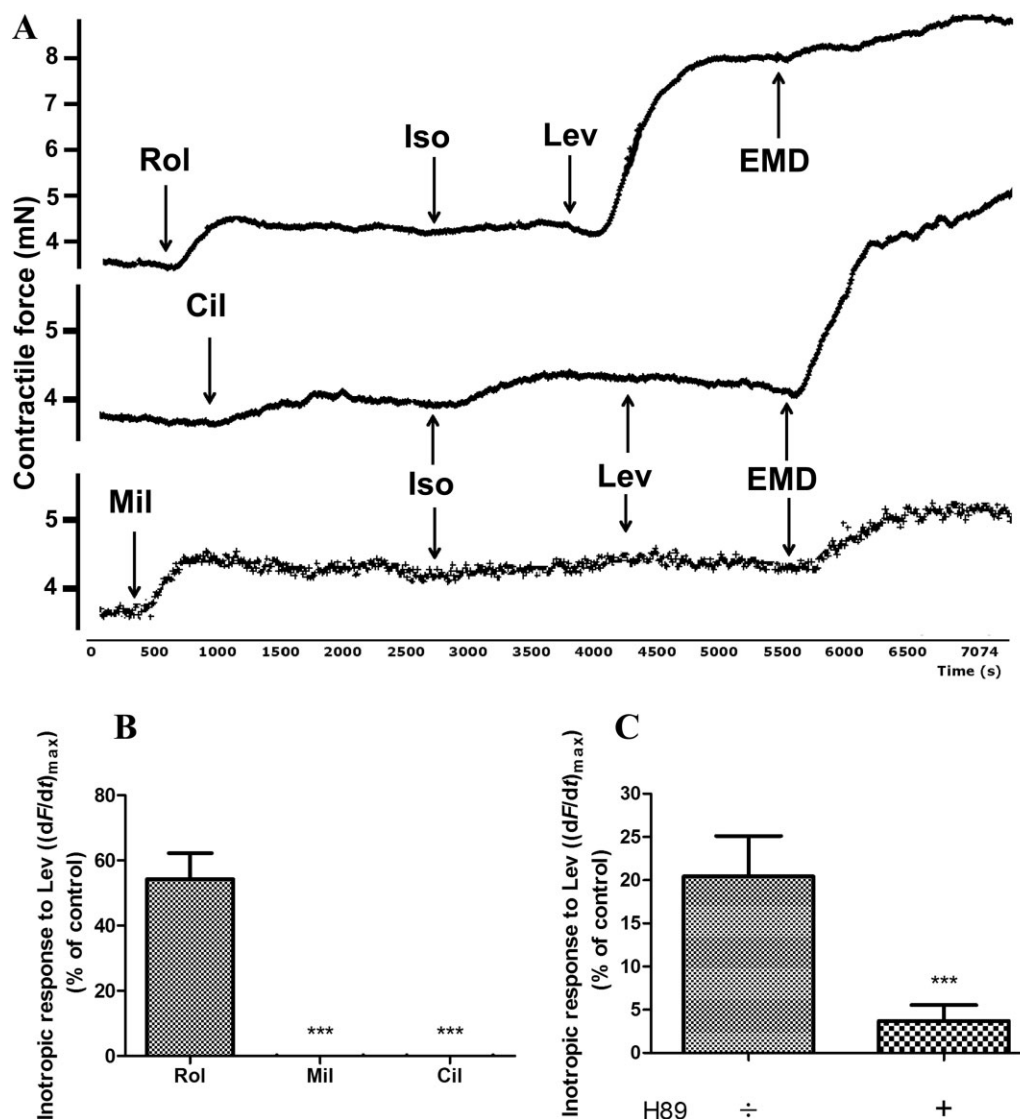 A
Contractile force (mN)
8
7
6
5
4
Rol
Iso
Lev
EMD
5
4
Cil
Iso
Lev
EMD
5
4
Mil
0 500 1000 1500 2000 2500 3000 3500 4000 4500 5000 5500 6000 6500 7074
Time (s)
B
Inotropic response to Lev ((dF/dt)max)
(% of control)
80
60
40
20
0
***
***
Rol Mil Cil
C
Inotropic response to Lev ((dF/dt)max)
(% of control)
30
25
20
15
10
5
0
***
H89 ÷ +